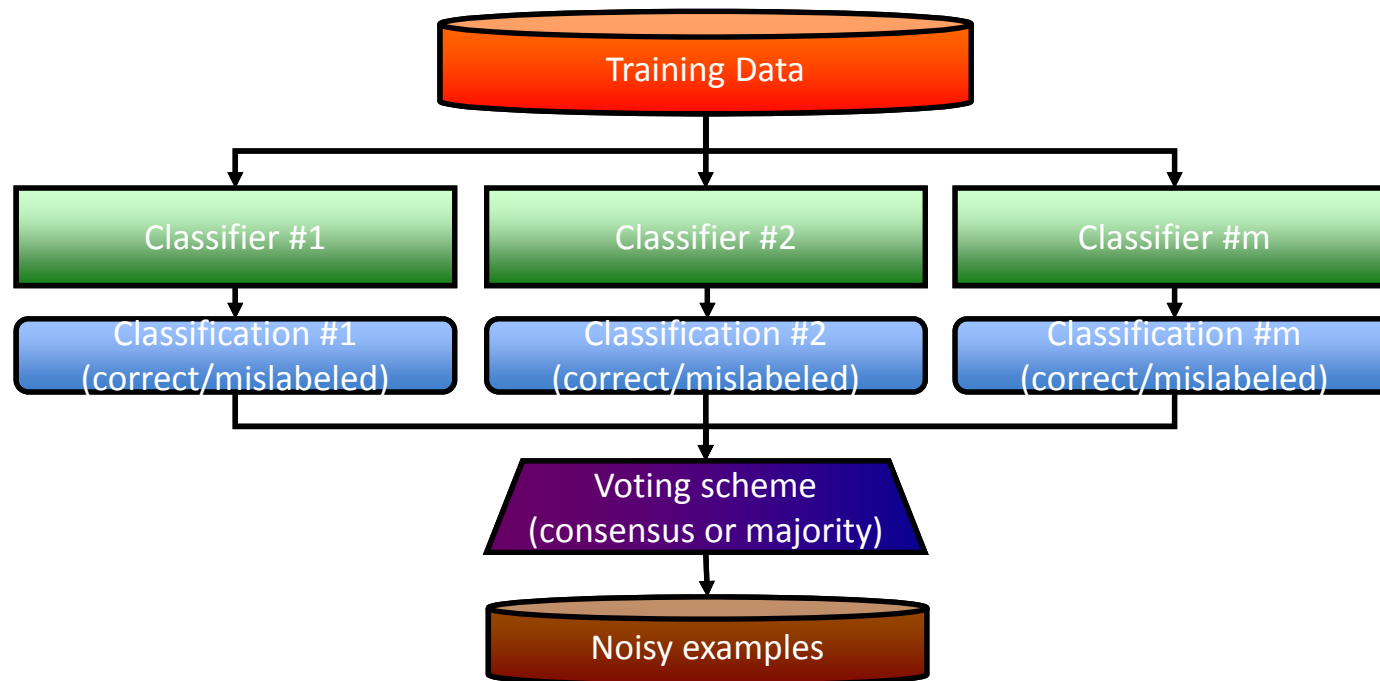 Training Data
Classifier #1
Classifier #2
Classifier #m
Classification #1
(correct/mislabeled)
Classification #2
(correct/mislabeled)
Classification #m
(correct/mislabeled)
Voting scheme
(consensus or majority)
Noisy examples